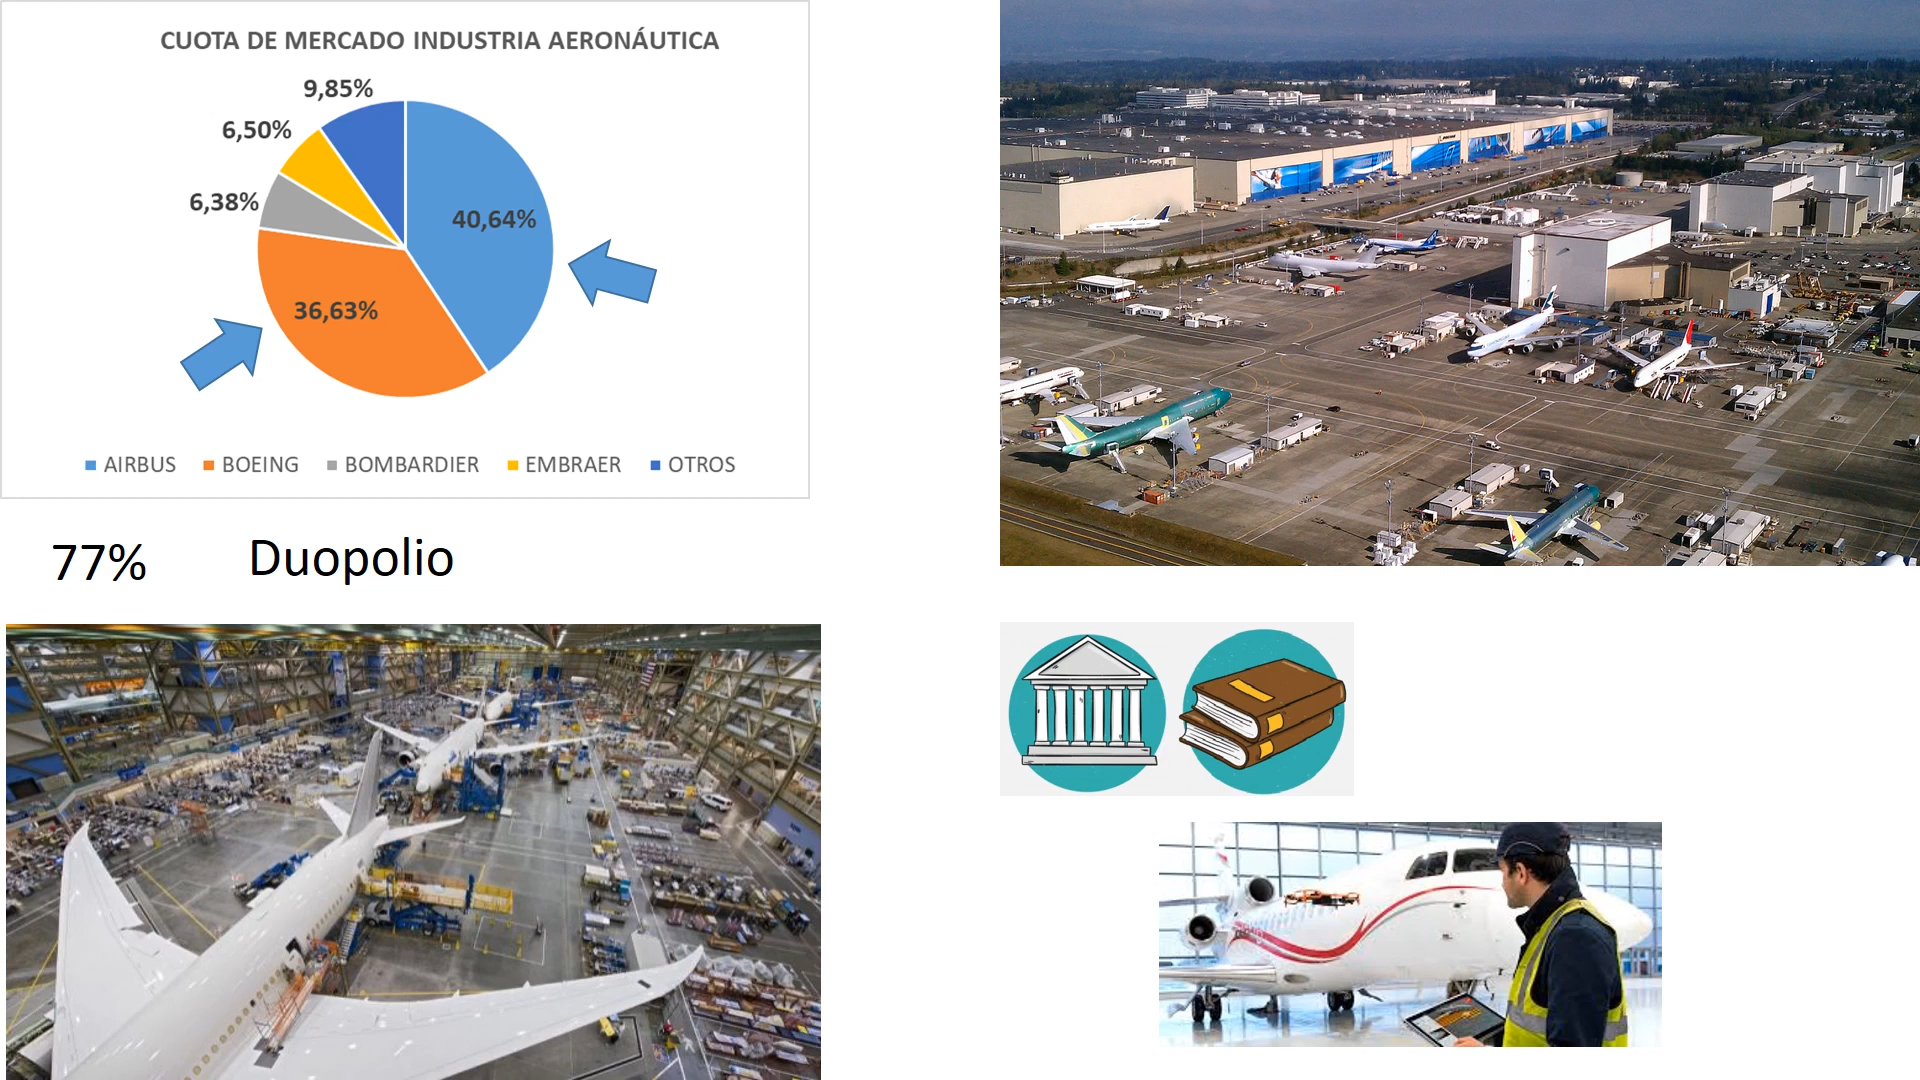 CUOTA DE MERCADO INDUSTRIA AERONÁUTICA
9,85%
6,50%
6,38%
40,64%
36,63%
AIRBUS BOEING BOMBARDIER EMBRAER OTROS
77% Duopolio